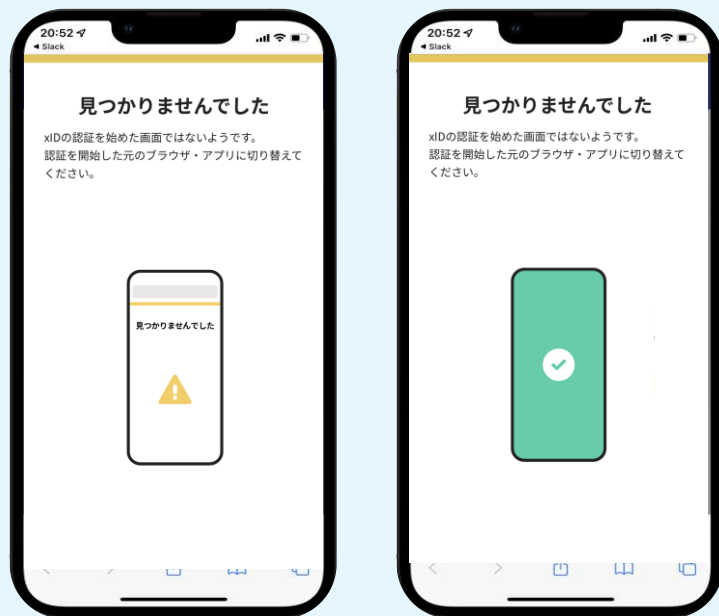 20:52
◀ Slack
見つかりませんでした
xIDの認証を始めた画面ではないようです。
認証を開始した元のブラウザ・アプリに切り替えて
ください。
見つかりませんでした
20:52
◀ Slack
見つかりませんでした
xIDの認証を始めた画面ではないようです。
認証を開始した元のブラウザ・アプリに切り替えて
ください。